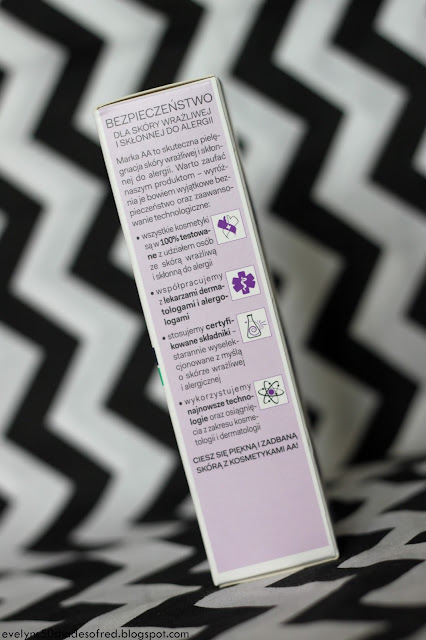 BEZPIECZEŃSTWO
DLA SKÓRY WRAŻLIWEJ
I SKŁONNEJ DO ALERGII
Marka AA to skuteczna pielę-
gnacja skóry wrażliwej i skłon-
nej do alergii. Warto zaufać
naszym produktom – wyróż-
nia je bowiem wyjątkowe bez-
pieczeństwo oraz zaawanso-
wanie technologiczne:
• wszystkie kosmetyki
są w 100% testowa-
ne z udziałem osób
ze skórą wrażliwą
i skłonną do alergii
• współpracujemy
z lekarzami derma-
tologami i alergo-
logami
• stosujemy certyfi-
kowane składniki –
starannie wyselek-
cjonowane z myślą
o skórze wrażliwej
i alergicznej
• wykorzystujemy
najnowsze techno-
logie oraz osiągnię-
cia z zakresu kosme-
tologii i dermatologii
CIESZ SIĘ PIĘKNĄ I ZADBANĄ
SKÓRĄ Z KOSMETYKAMI AA!
evelyns50shadesofred.blogspot.com